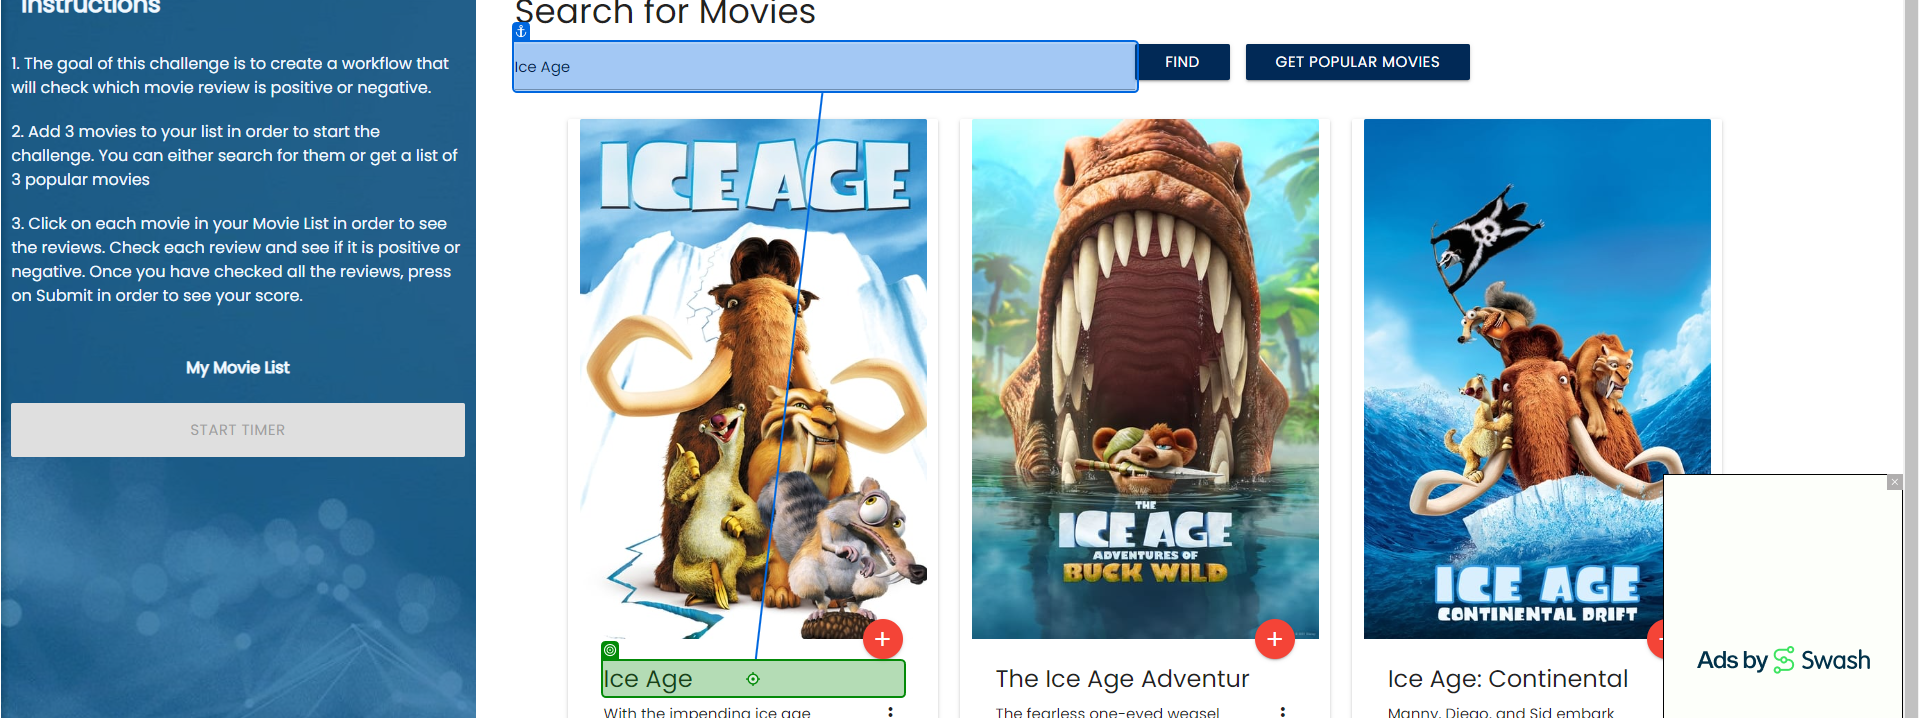 Instructions
1. The goal of this challenge is to create a workflow that
will check which movie review is positive or negative.
2. Add 3 movies to your list in order to start the
challenge. You can either search for them or get a list of
3 popular movies
3. Click on each movie in your Movie List in order to see
the reviews. Check each review and see if it is positive or
negative. Once you have checked all the reviews, press
on Submit in order to see your score.
My Movie List
START TIMER
Search for Movies
Ice Age
FIND
GET POPULAR MOVIES
ICE AGE
THE
ICE AGE
ADVENTURES OF
BUCK WILD
ICE AGE
CONTINENTAL DRIFT
Ice Age
With the impending ice age
The Ice Age Adventur
The fearless one-eyed weasel
Ice Age: Continental
Manny, Diego, and Sid embark
Ads by Swash